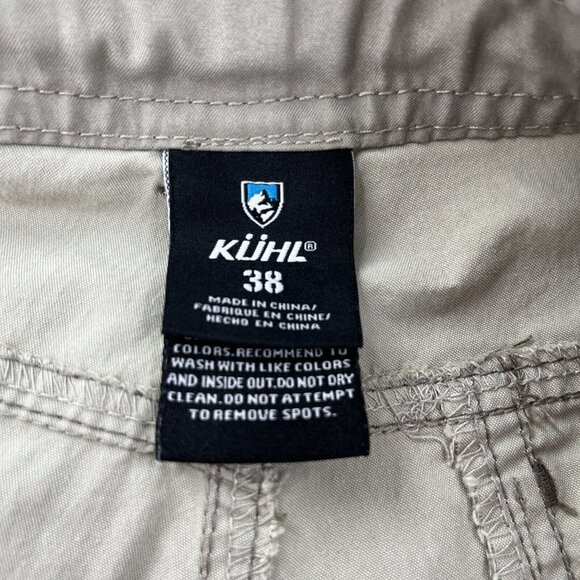 KÜHL®
38
MADE IN CHINA/
FABRIQUE EN CHINE/
HECHO EN CHINA
COLORS.RECOMMEND TO
WASH WITH LIKE COLORS
AND INSIDE OUT.DO NOT DRY
CLEAN.DO NOT ATTEMPT
TO REMOVE SPOTS.